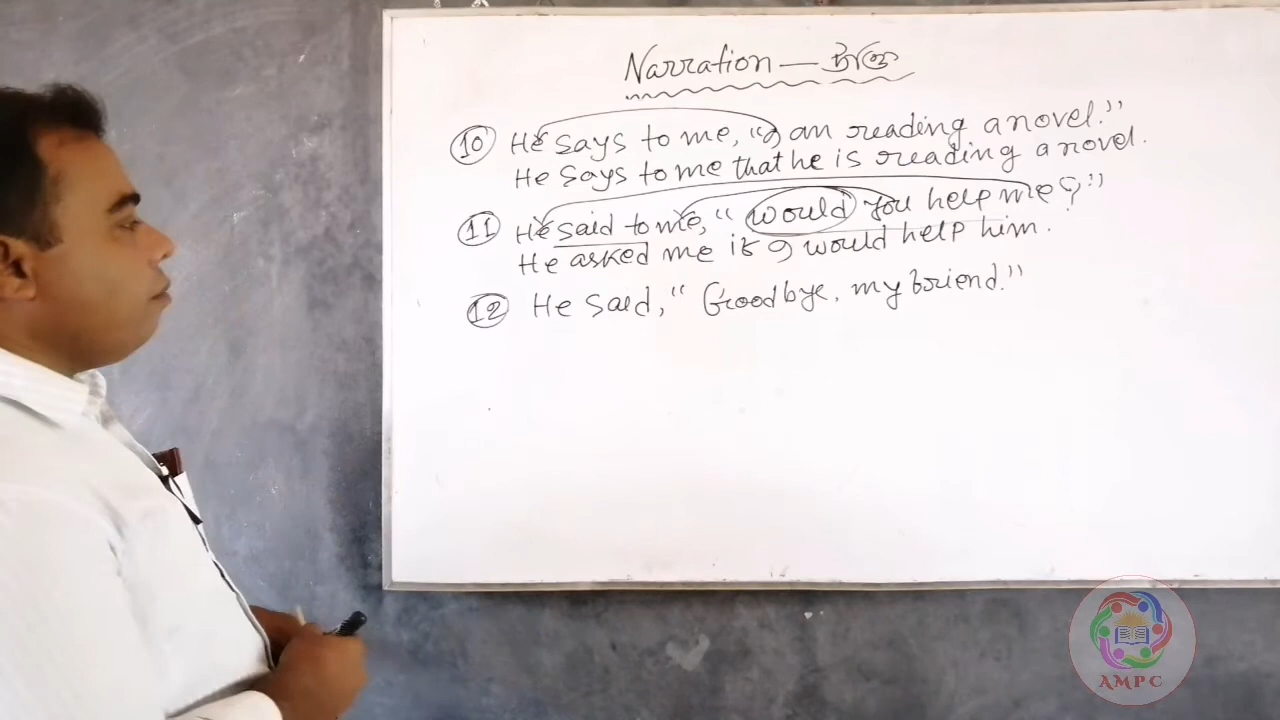 Narration —
10 He says to me, "I am reading a novel."
He says to me that he is reading a novel.
11 He said to me, "would you help me?"
He asked me if I would help him.
12 He said, "Goodbye, my friend."
AMPC